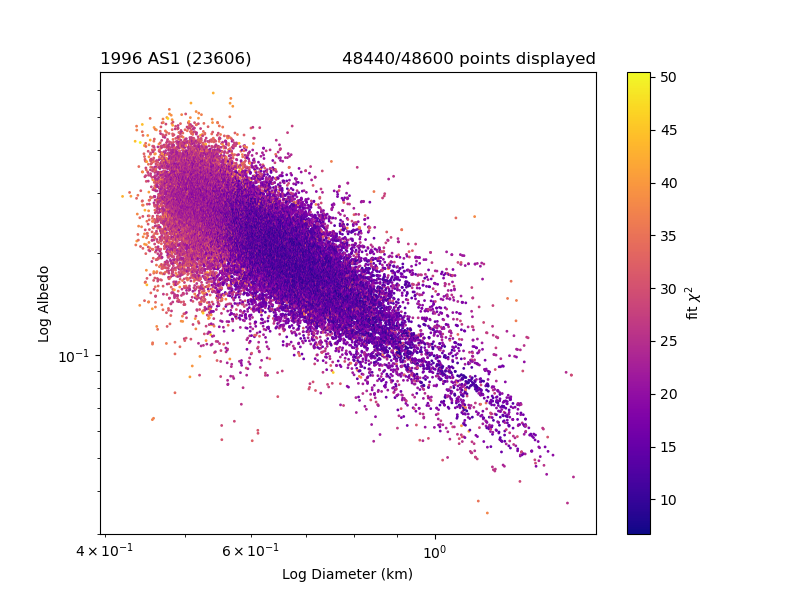 1996 AS1 (23606) 48440/48600 points displayed
50
45
40
35
30
25
20
15
10
fit χ²
Log Albedo
10⁻¹
4 × 10⁻¹ 6 × 10⁻¹ 10⁰
Log Diameter (km)